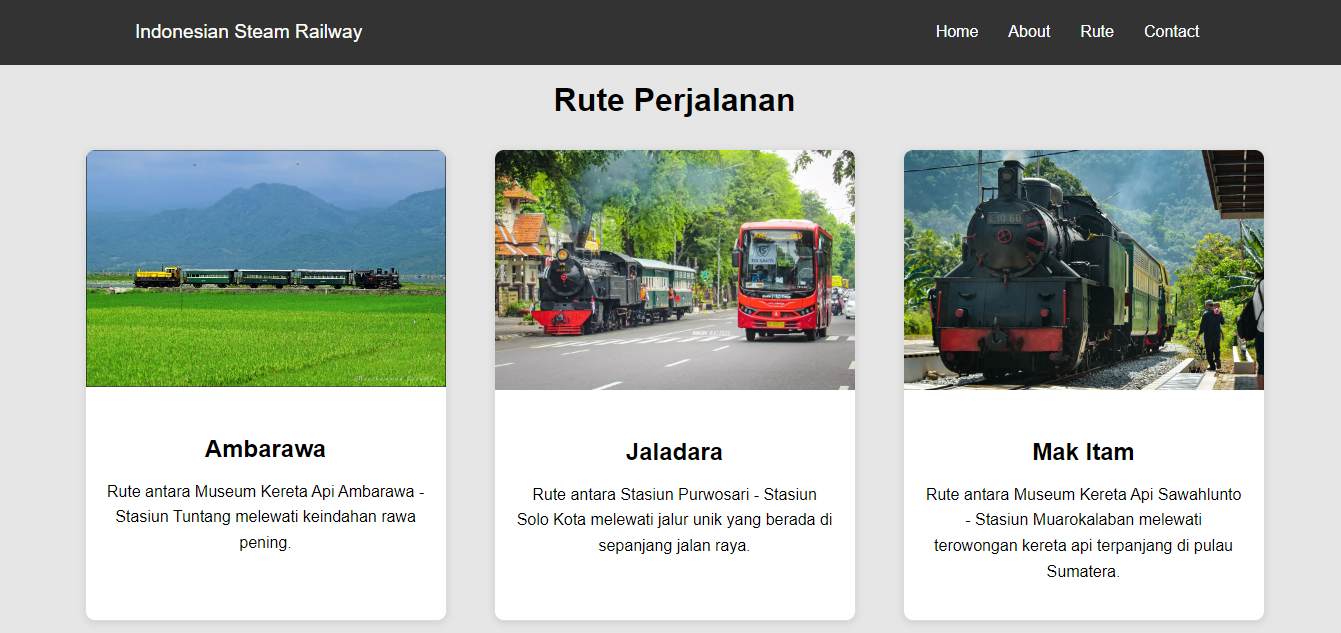 Indonesian Steam Railway
Home About Rute Contact
Rute Perjalanan
Ambarawa
Rute antara Museum Kereta Api Ambarawa -
Stasiun Tuntang melewati keindahan rawa
pening.
Jaladara
Rute antara Stasiun Purwosari - Stasiun
Solo Kota melewati jalur unik yang berada di
sepanjang jalan raya.
Mak Itam
Rute antara Museum Kereta Api Sawahlunto
- Stasiun Muarokalaban melewati
terowongan kereta api terpanjang di pulau
Sumatera.